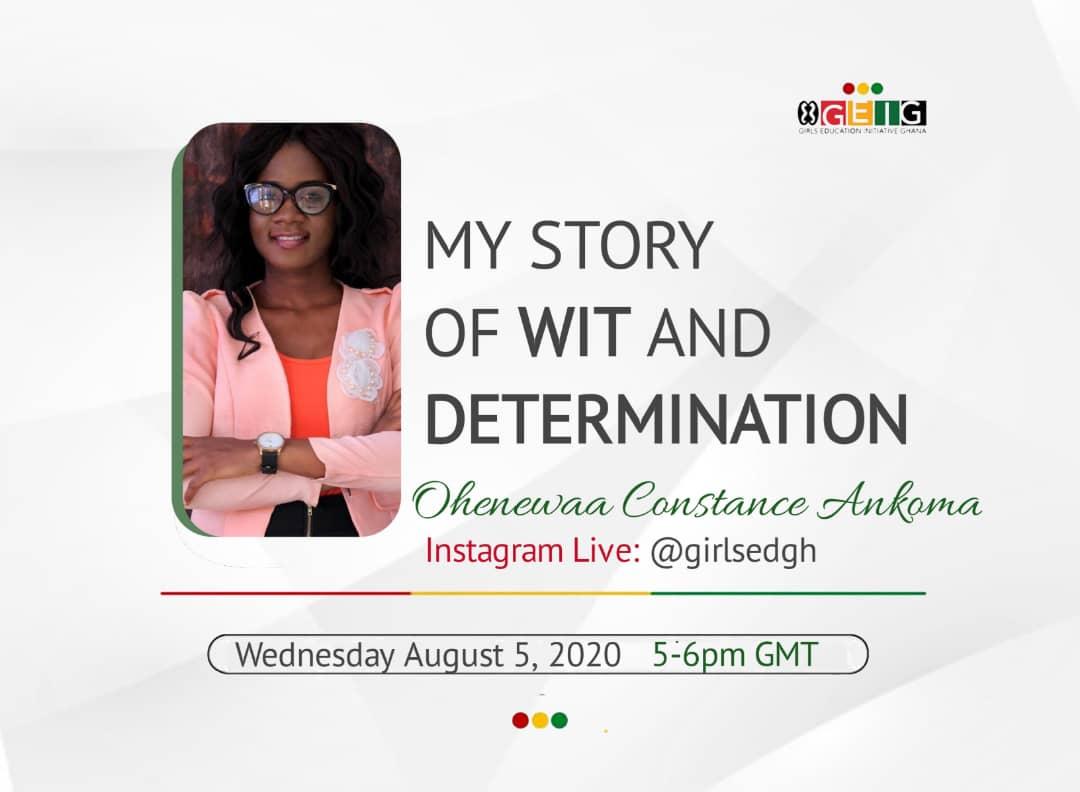 GEIG
GIRLS EDUCATION INITIATIVE GHANA
MY STORY
OF WIT AND
DETERMINATION
Ohenewaa Constance Ankoma
Instagram Live: @girlsedgh
Wednesday August 5, 2020 5-6pm GMT